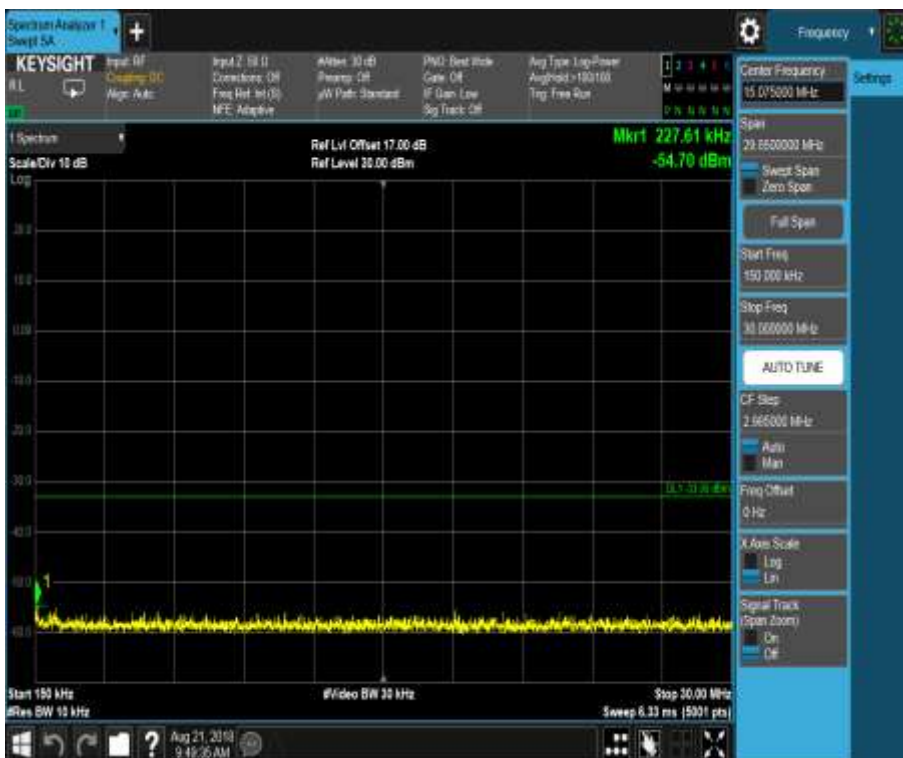 Spectrum Analyzer 1
Swept SA
+
Frequency
KEYSIGHT
Input: RF
Coupling: DC
Align: Auto
Input Z: 50 Ω
Corrections: Off
Freq Ref: Int (S)
NFE: Adaptive
#Atten: 30 dB
Preamp: Off
µW Path: Standard
PNO: Best Wide
Gate: Off
IF Gain: Low
Sig Track: Off
Avg Type: Log-Power
Avg|Hold:>100/100
Trig: Free Run
1 2 3 4 5 6
M W W W W W
P N N N N N
Center Frequency
15.075000 MHz
Settings
1 Spectrum
Scale/Div 10 dB
Log
Ref Lvl Offset 17.00 dB
Ref Level 30.00 dBm
Mkr1 227.61 kHz
-54.70 dBm
Span
29.8500000 MHz
Swept Span
Zero Span
Full Span
Start Freq
150.000 kHz
Stop Freq
30.000000 MHz
AUTO TUNE
CF Step
2.985000 MHz
Auto
Man
Freq Offset
0 Hz
X Axis Scale
Log
Lin
Signal Track
(Span Zoom)
On
Off
20.0
10.0
0.00
-10.0
-20.0
-30.0
-40.0
-50.0
-60.0
1
Start 150 kHz
#Res BW 10 kHz
#Video BW 30 kHz
Stop 30.00 MHz
Sweep 6.33 ms (5001 pts)
?
Aug 21, 2018
9:49:35 AM